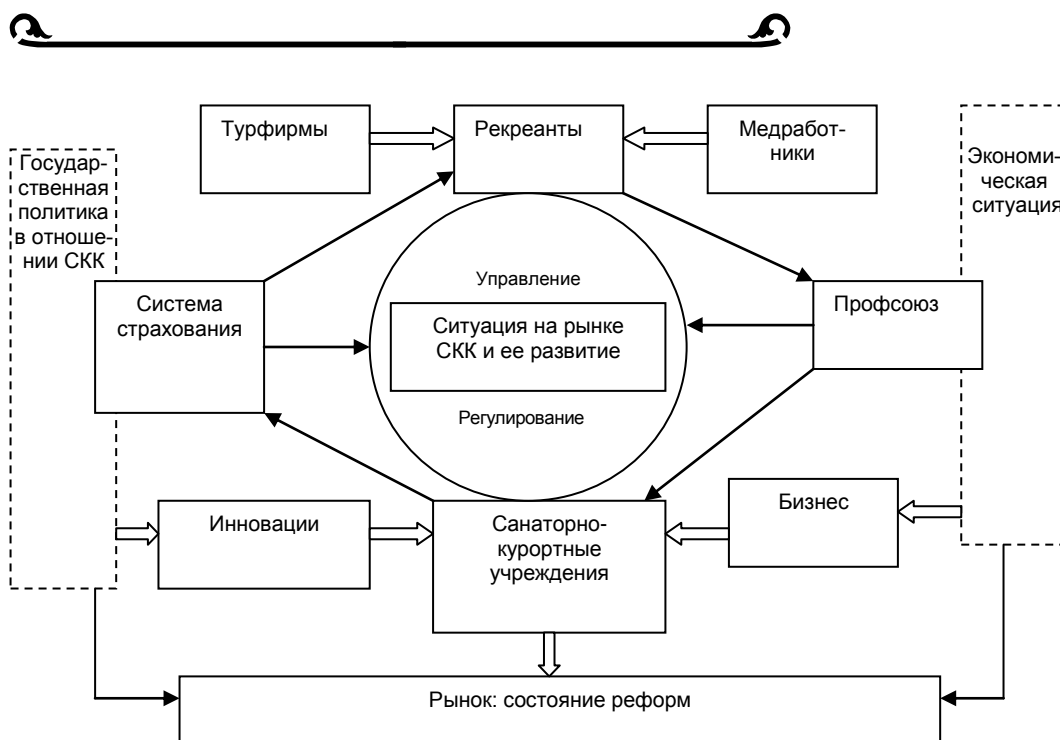 Турфирмы
Рекреанты
Медработ-
ники
Государ-
ственная
политика
в отноше-
нии СКК
Экономи-
ческая
ситуация
Система
страхования
Управление
Ситуация на рынке
СКК и ее развитие
Регулирование
Профсоюз
Инновации
Санаторно-
курортные
учреждения
Бизнес
Рынок: состояние реформ